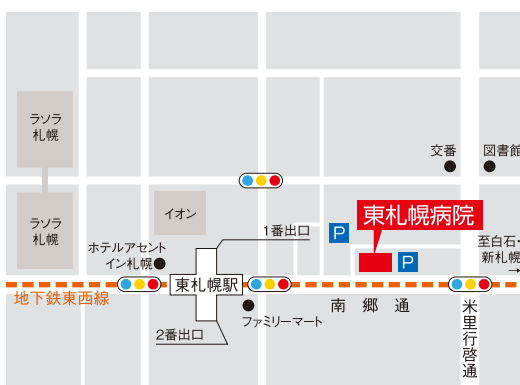 ラソラ
札幌
交番
図書館
ラソラ
札幌
イオン
東札幌病院
P
1番出口
至白石・
新札幌
→
ホテルアセント
イン札幌
P
東札幌駅
地下鉄東西線
ファミリーマート
南郷通
米里行啓通
2番出口